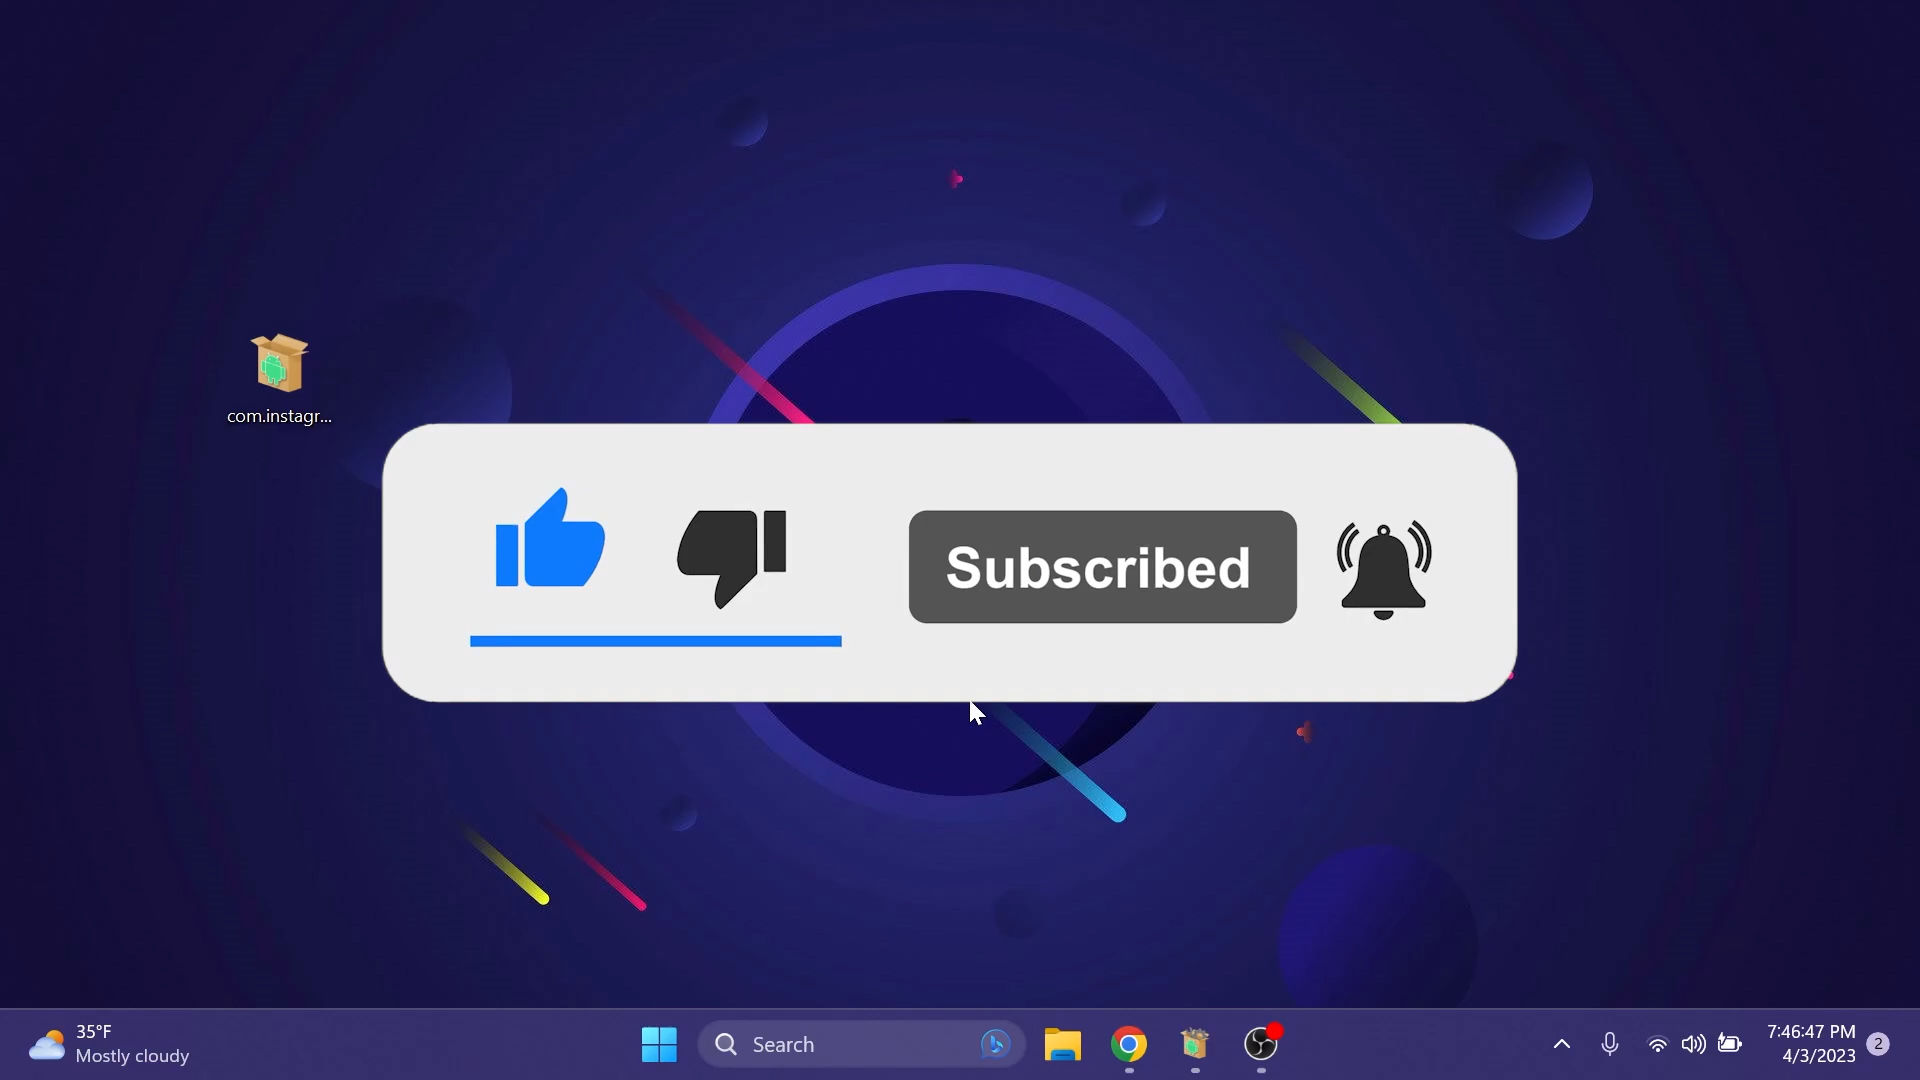 com.instagr...
Subscribed
35°F
Mostly cloudy
Search
7:46:47 PM
4/3/2023
2